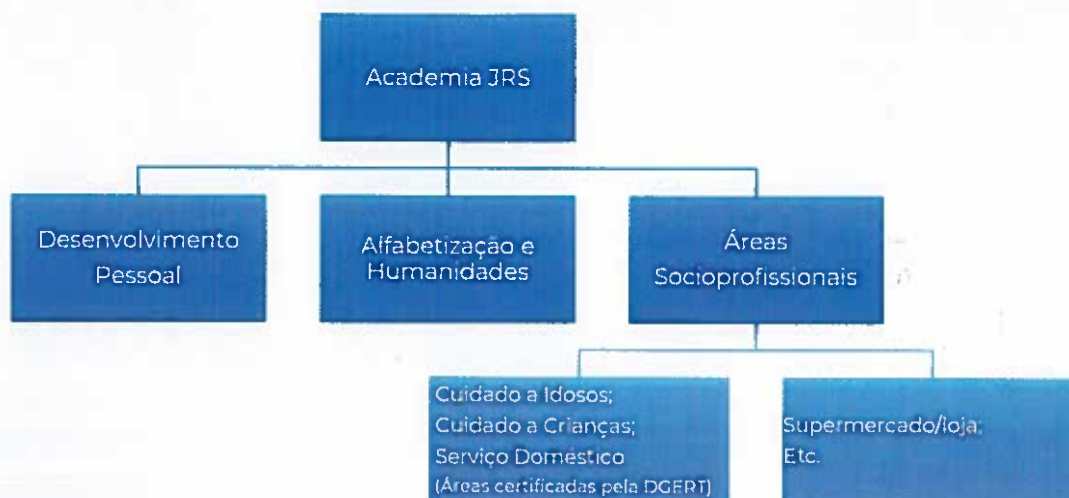 Academia JRS
Desenvolvimento
Pessoal
Alfabetização e
Humanidades
Áreas
Socioprofissionais
Cuidado a Idosos;
Cuidado a Crianças;
Serviço Doméstico
(Áreas certificadas pela DGERT)
Supermercado/loja;
Etc.